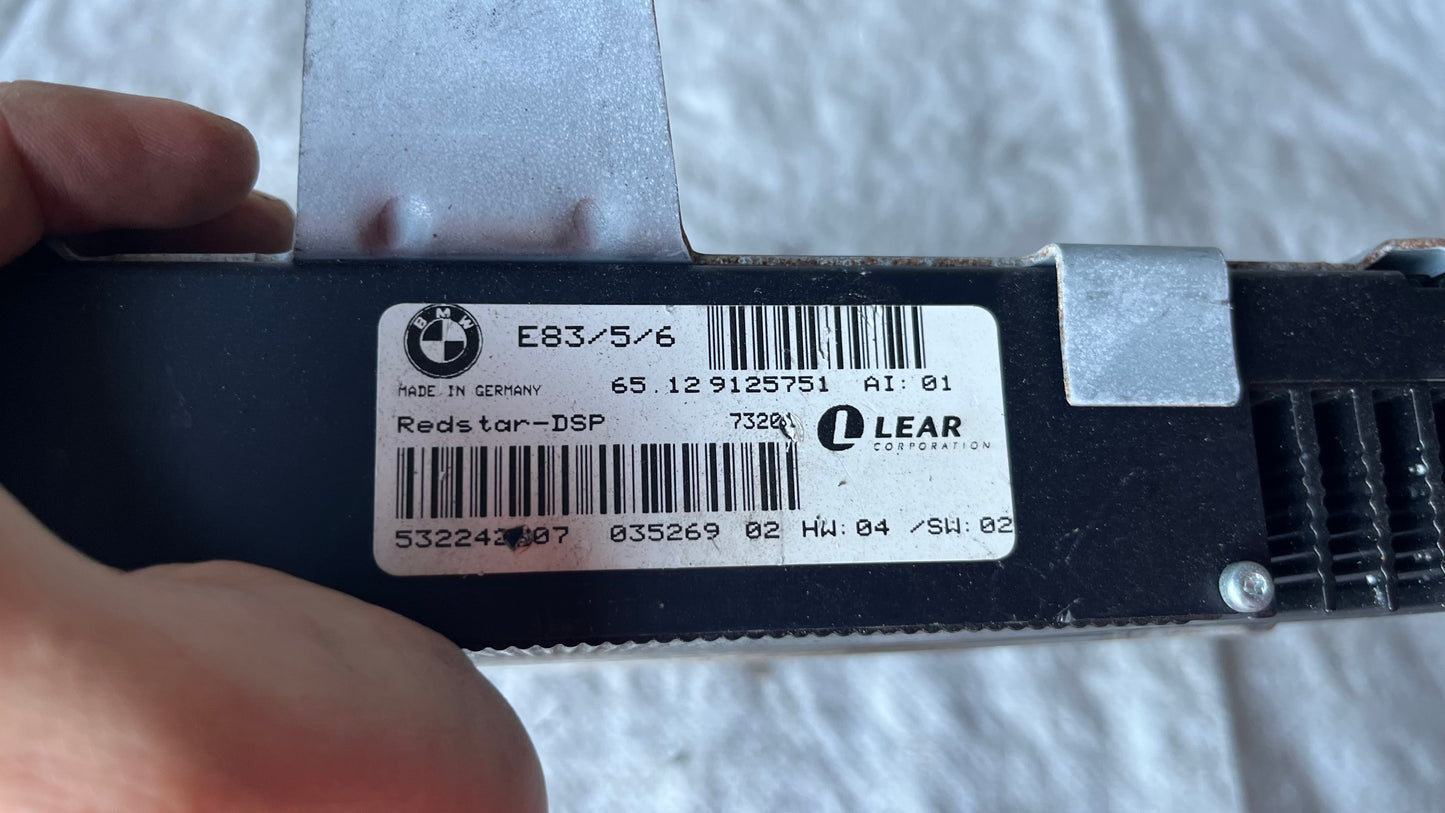 BMW
E83/5/6
MADE IN GERMANY
65.12 9125751 AI: 01
Redstar-DSP 73201
LEAR
CORPORATION
035269 02 HW: 04 /SW: 02